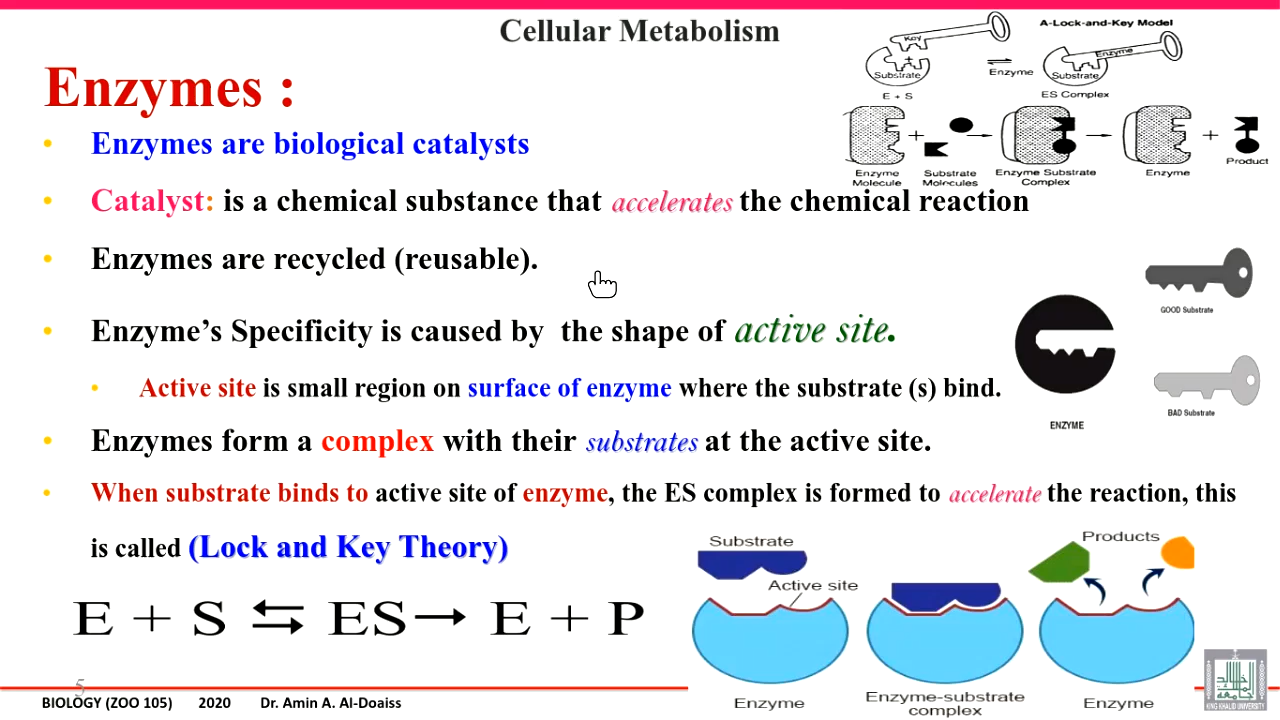 Cellular Metabolism
Enzymes :
• Enzymes are biological catalysts
• Catalyst: is a chemical substance that accelerates the chemical reaction
• Enzymes are recycled (reusable).
• Enzyme’s Specificity is caused by the shape of active site.
• Active site is small region on surface of enzyme where the substrate (s) bind.
• Enzymes form a complex with their substrates at the active site.
• When substrate binds to active site of enzyme, the ES complex is formed to accelerate the reaction, this
is called (Lock and Key Theory)
E + S ⇆ ES → E + P
A-Lock-and-Key Model
Key
Substrate
E + S
Enzyme
Enzyme
Substrate
ES Complex
+
+
Enzyme Molecule
Substrate Molecules
Enzyme Substrate Complex
Enzyme
Product
GOOD Substrate
BAD Substrate
ENZYME
Substrate
Active site
Enzyme
Enzyme-substrate
complex
Products
Enzyme
5
BIOLOGY (ZOO 105) 2020 Dr. Amin A. Al-Doaiss
KING KHALID UNIVERSITY